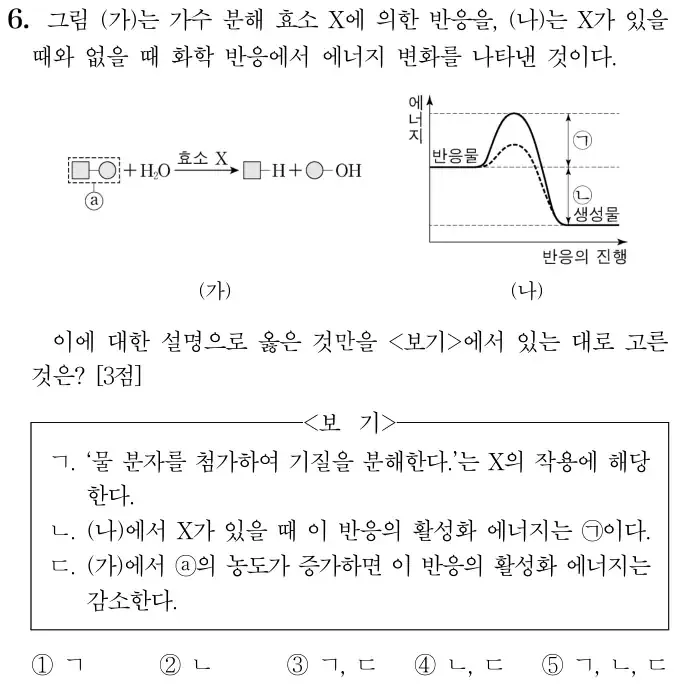 6. 그림 (가)는 가수 분해 효소 X에 의한 반응을, (나)는 X가 있을
때와 없을 때 화학 반응에서 에너지 변화를 나타낸 것이다.
ⓐ
+H₂O
효소 X
H+
OH
(가)
에너지
반응물
㉠
㉡
생성물
반응의 진행
(나)
이에 대한 설명으로 옳은 것만을 <보기>에서 있는 대로 고른
것은? [3점]
<보 기>
ㄱ. ‘물 분자를 첨가하여 기질을 분해한다.’는 X의 작용에 해당
한다.
ㄴ. (나)에서 X가 있을 때 이 반응의 활성화 에너지는 ㉠이다.
ㄷ. (가)에서 ⓐ의 농도가 증가하면 이 반응의 활성화 에너지는
감소한다.
① ㄱ ② ㄴ ③ ㄱ, ㄷ ④ ㄴ, ㄷ ⑤ ㄱ, ㄴ, ㄷ